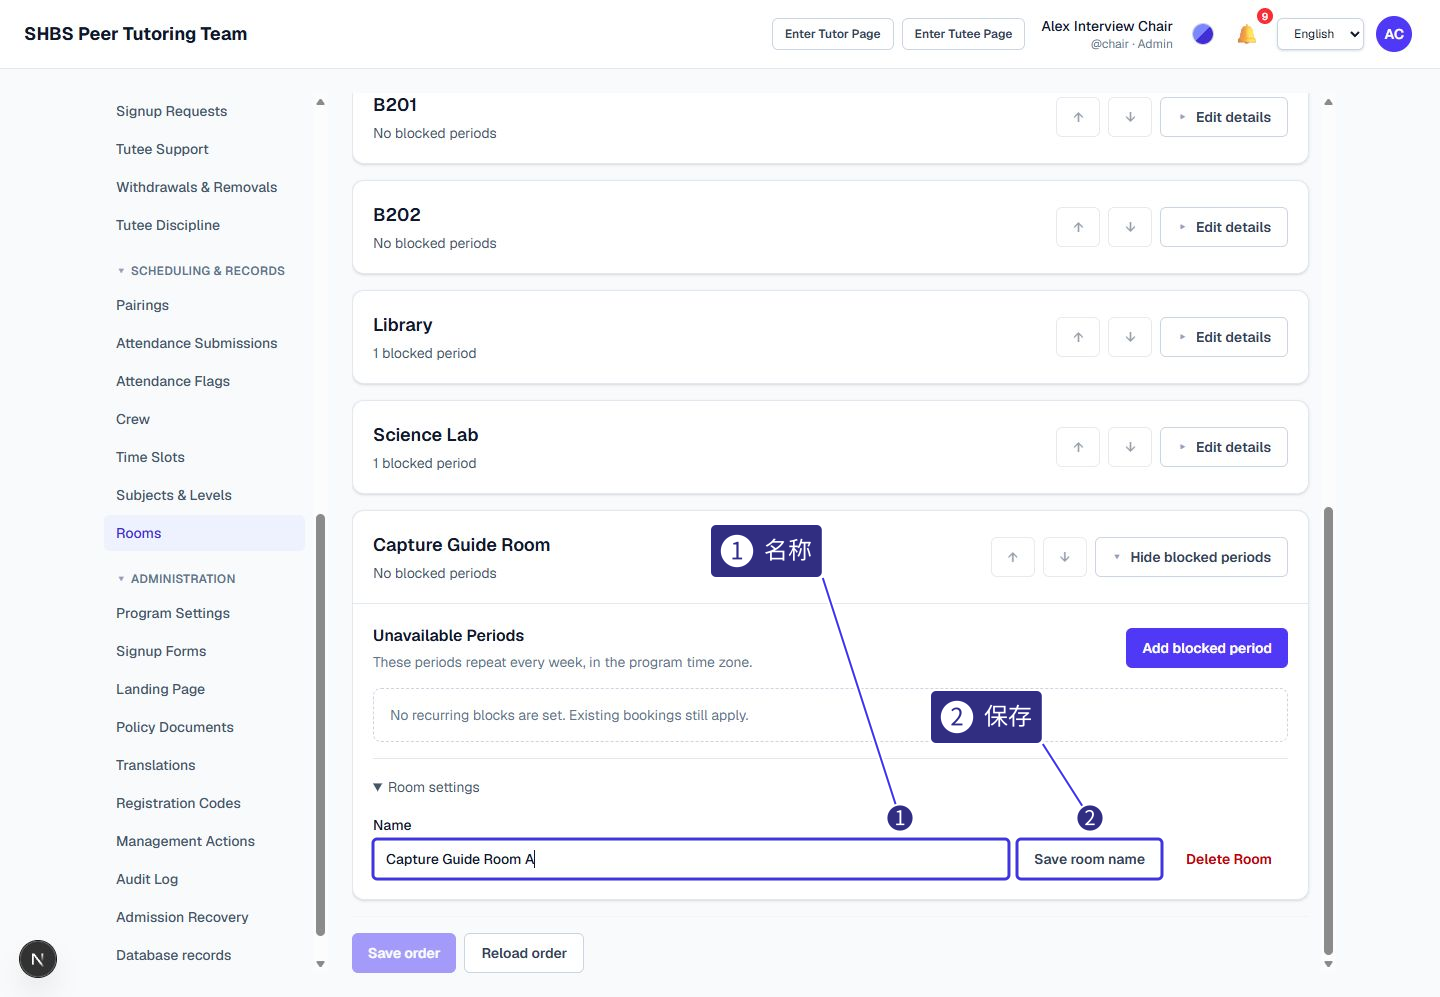 SHBS Peer Tutoring Team
Enter Tutor Page
Enter Tutee Page
Alex Interview Chair
@chair · Admin
9
English
AC
Signup Requests
Tutee Support
Withdrawals & Removals
Tutee Discipline
SCHEDULING & RECORDS
Pairings
Attendance Submissions
Attendance Flags
Crew
Time Slots
Subjects & Levels
Rooms
ADMINISTRATION
Program Settings
Signup Forms
Landing Page
Policy Documents
Translations
Registration Codes
Management Actions
Audit Log
Admission Recovery
Database records
N
B201
No blocked periods
Edit details
B202
No blocked periods
Edit details
Library
1 blocked period
Edit details
Science Lab
1 blocked period
Edit details
Capture Guide Room
No blocked periods
1 名称
Hide blocked periods
Unavailable Periods
These periods repeat every week, in the program time zone.
Add blocked period
No recurring blocks are set. Existing bookings still apply.
2 保存
Room settings
1
2
Name
Capture Guide Room A
Save room name
Delete Room
Save order
Reload order